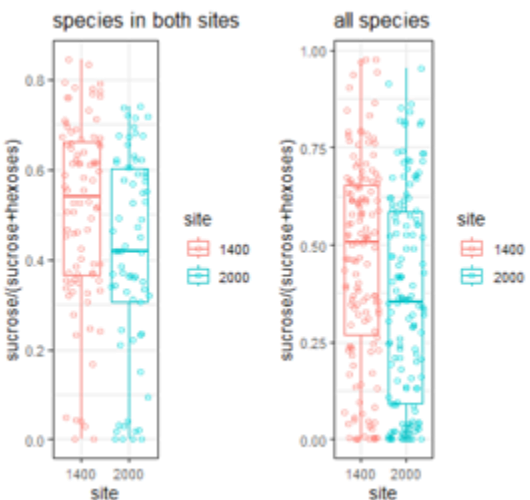 species in both sites
sucrose/(sucrose+hexoses)
0.8
0.6
0.4
0.2
0.0
1400
2000
site
site
1400
2000
all species
sucrose/(sucrose+hexoses)
1.00
0.75
0.50
0.25
0.00
1400
2000
site
site
1400
2000